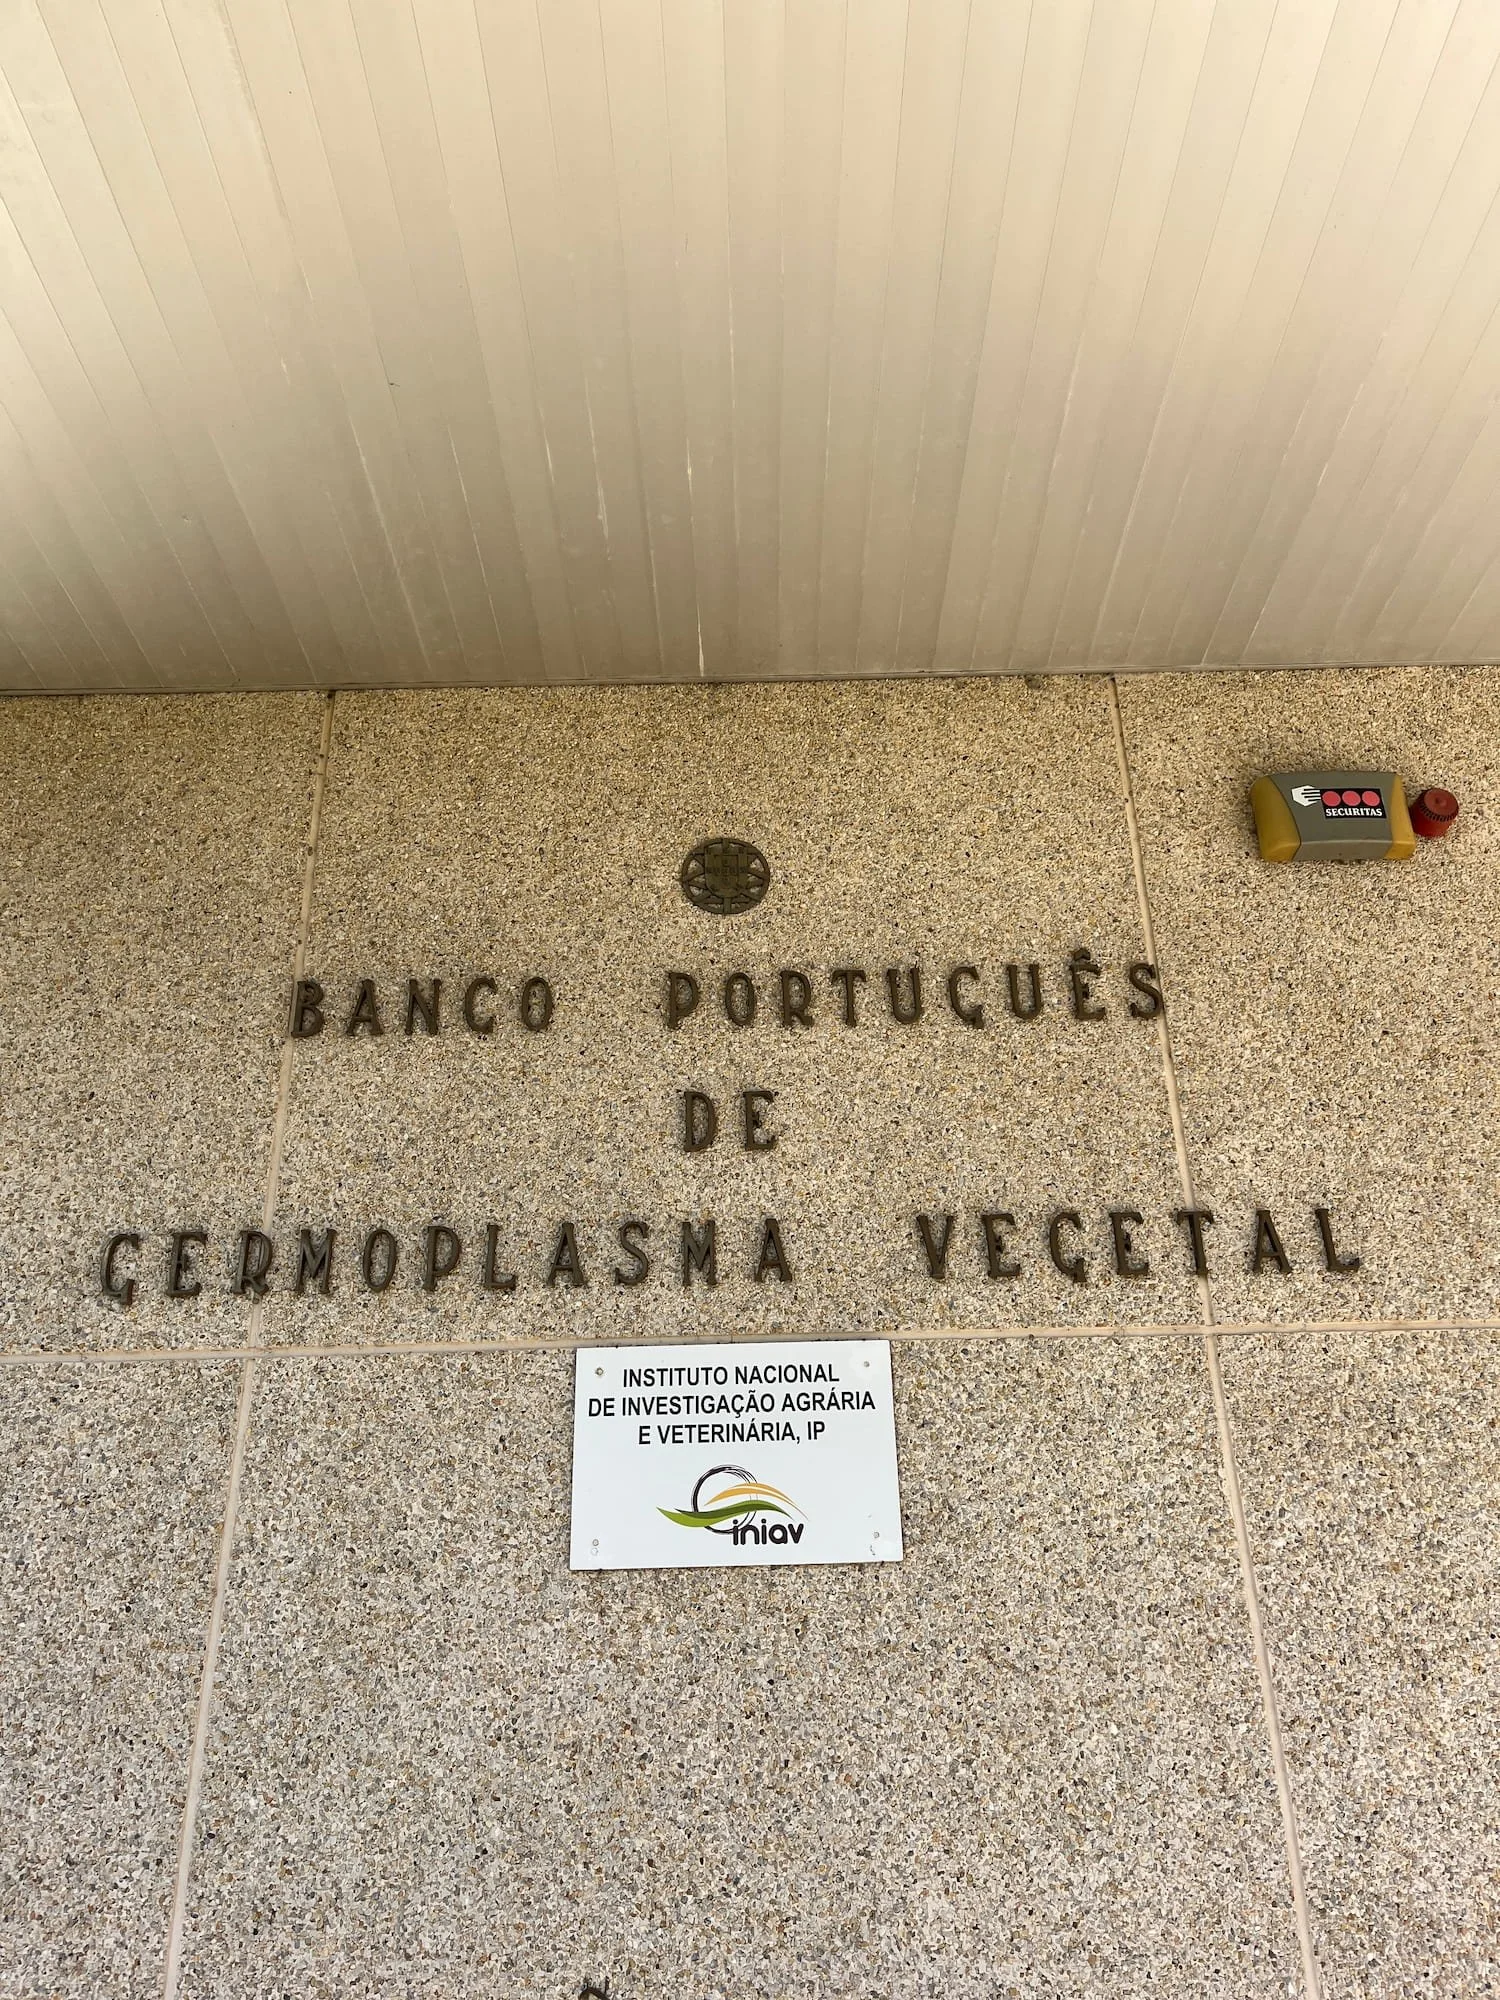 SECURITAS
BANCO PORTUGUÊS
DE
GERMOPLASMA VEGETAL
INSTITUTO NACIONAL
DE INVESTIGAÇÃO AGRÁRIA
E VETERINÁRIA, IP
iniav